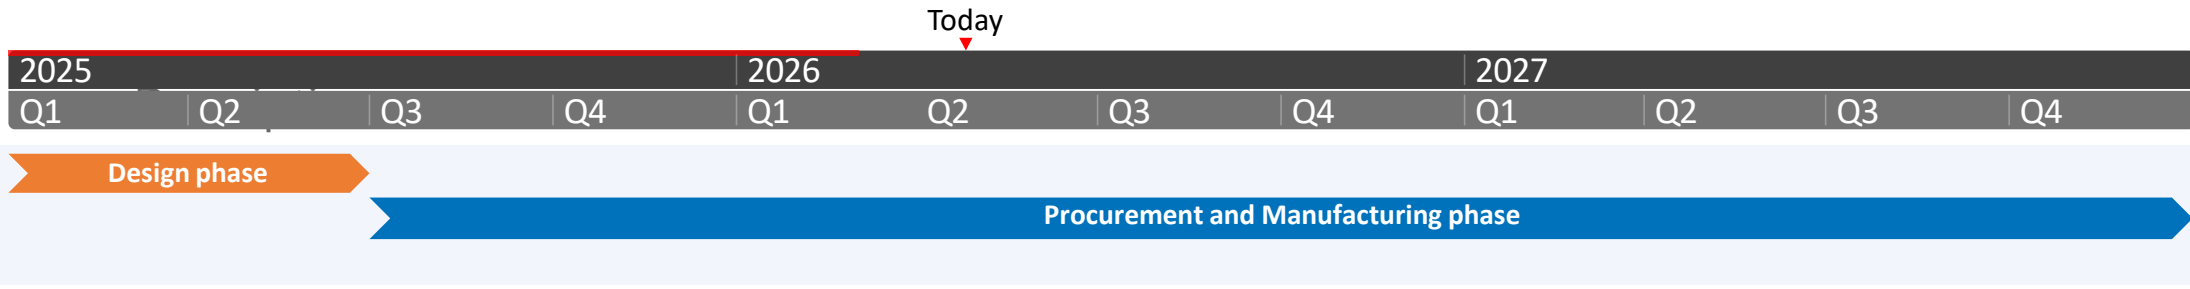 Today
2025 2026 2027
Q1 Q2 Q3 Q4 Q1 Q2 Q3 Q4 Q1 Q2 Q3 Q4
Design phase
Procurement and Manufacturing phase